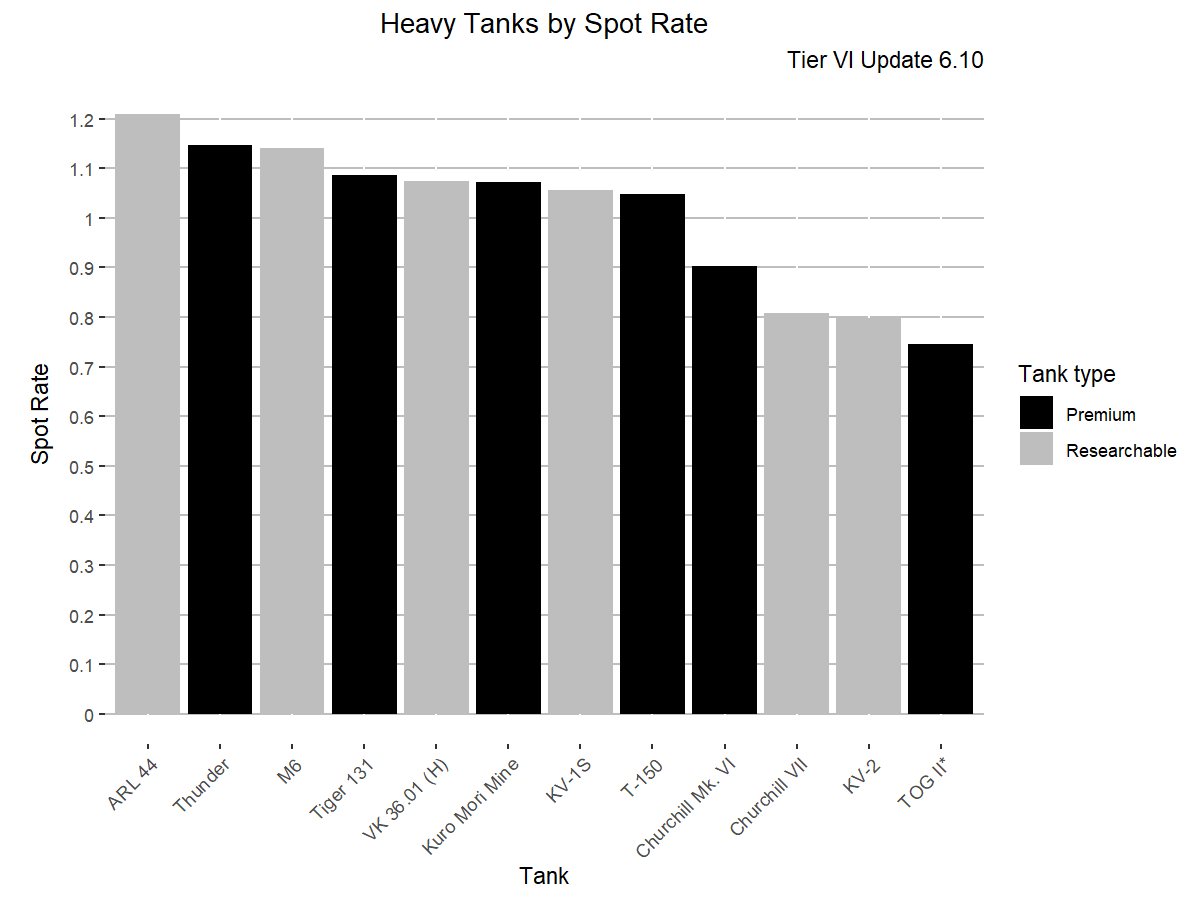 Heavy Tanks by Spot Rate
Tier VI Update 6.10
1.2
1.1
1
0.9
0.8
0.7
0.6
0.5
0.4
0.3
0.2
0.1
0
Spot Rate
ARL 44
Thunder
M6
Tiger 131
VK 36.01 (H)
Kuro Mori Mine
KV-1S
T-150
Churchill Mk. VI
Churchill VII
KV-2
TOG II*
Tank
Tank type
Premium
Researchable